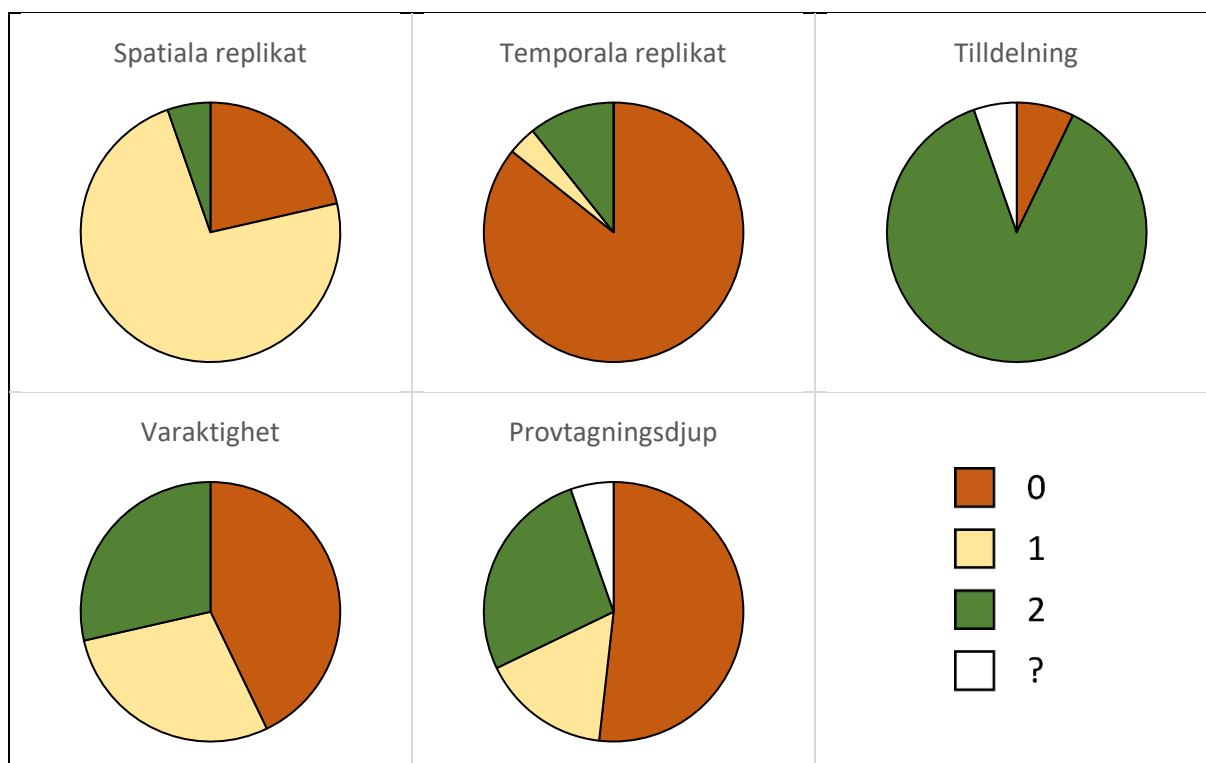 Spatiala replikat
Temporala replikat
Tilldelning
Varaktighet
Provtagningsdjup
0
1
2
?